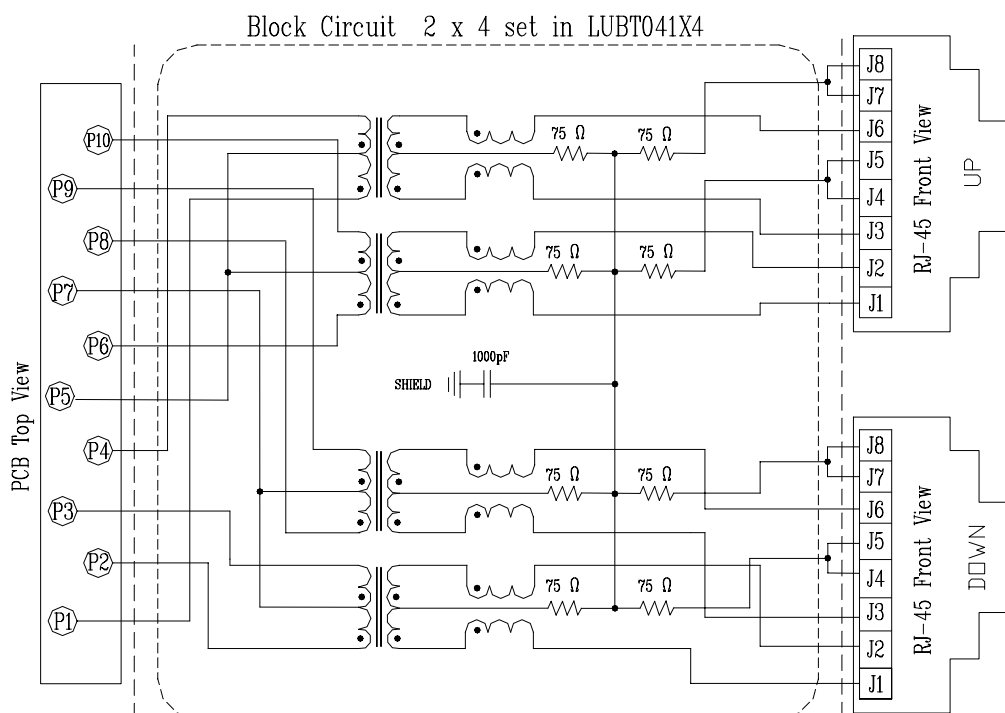 Block Circuit 2 x 4 set in LUBT041X4
PCB Top View
P10
P9
P8
P7
P6
P5
P4
P3
P2
P1
75 Ω 75 Ω
75 Ω 75 Ω
1000pF
SHIELD
75 Ω 75 Ω
75 Ω 75 Ω
J8
J7
J6
J5
J4
J3
J2
J1
RJ-45 Front View
UP
J8
J7
J6
J5
J4
J3
J2
J1
RJ-45 Front View
DOWN